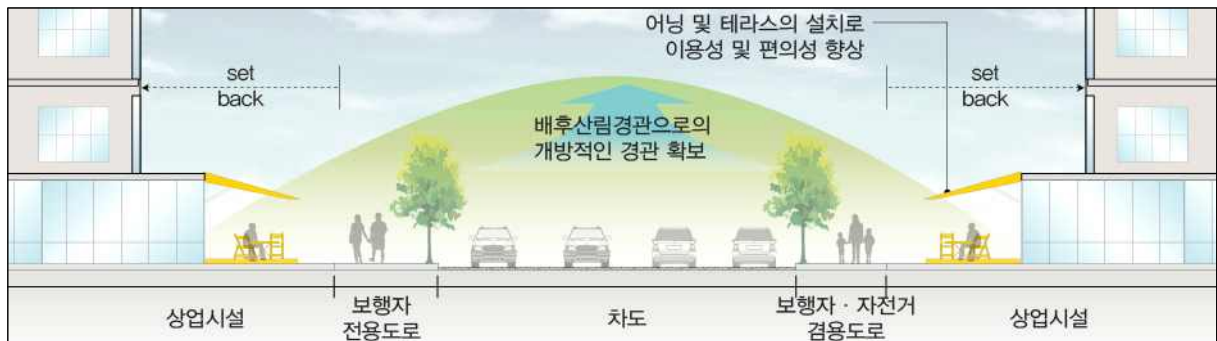 어닝 및 테라스의 설치로
이용성 및 편의성 향상
set
back
set
back
배후산림경관으로의
개방적인 경관 확보
상업시설
보행자
전용도로
차도
보행자 · 자전거
겸용도로
상업시설